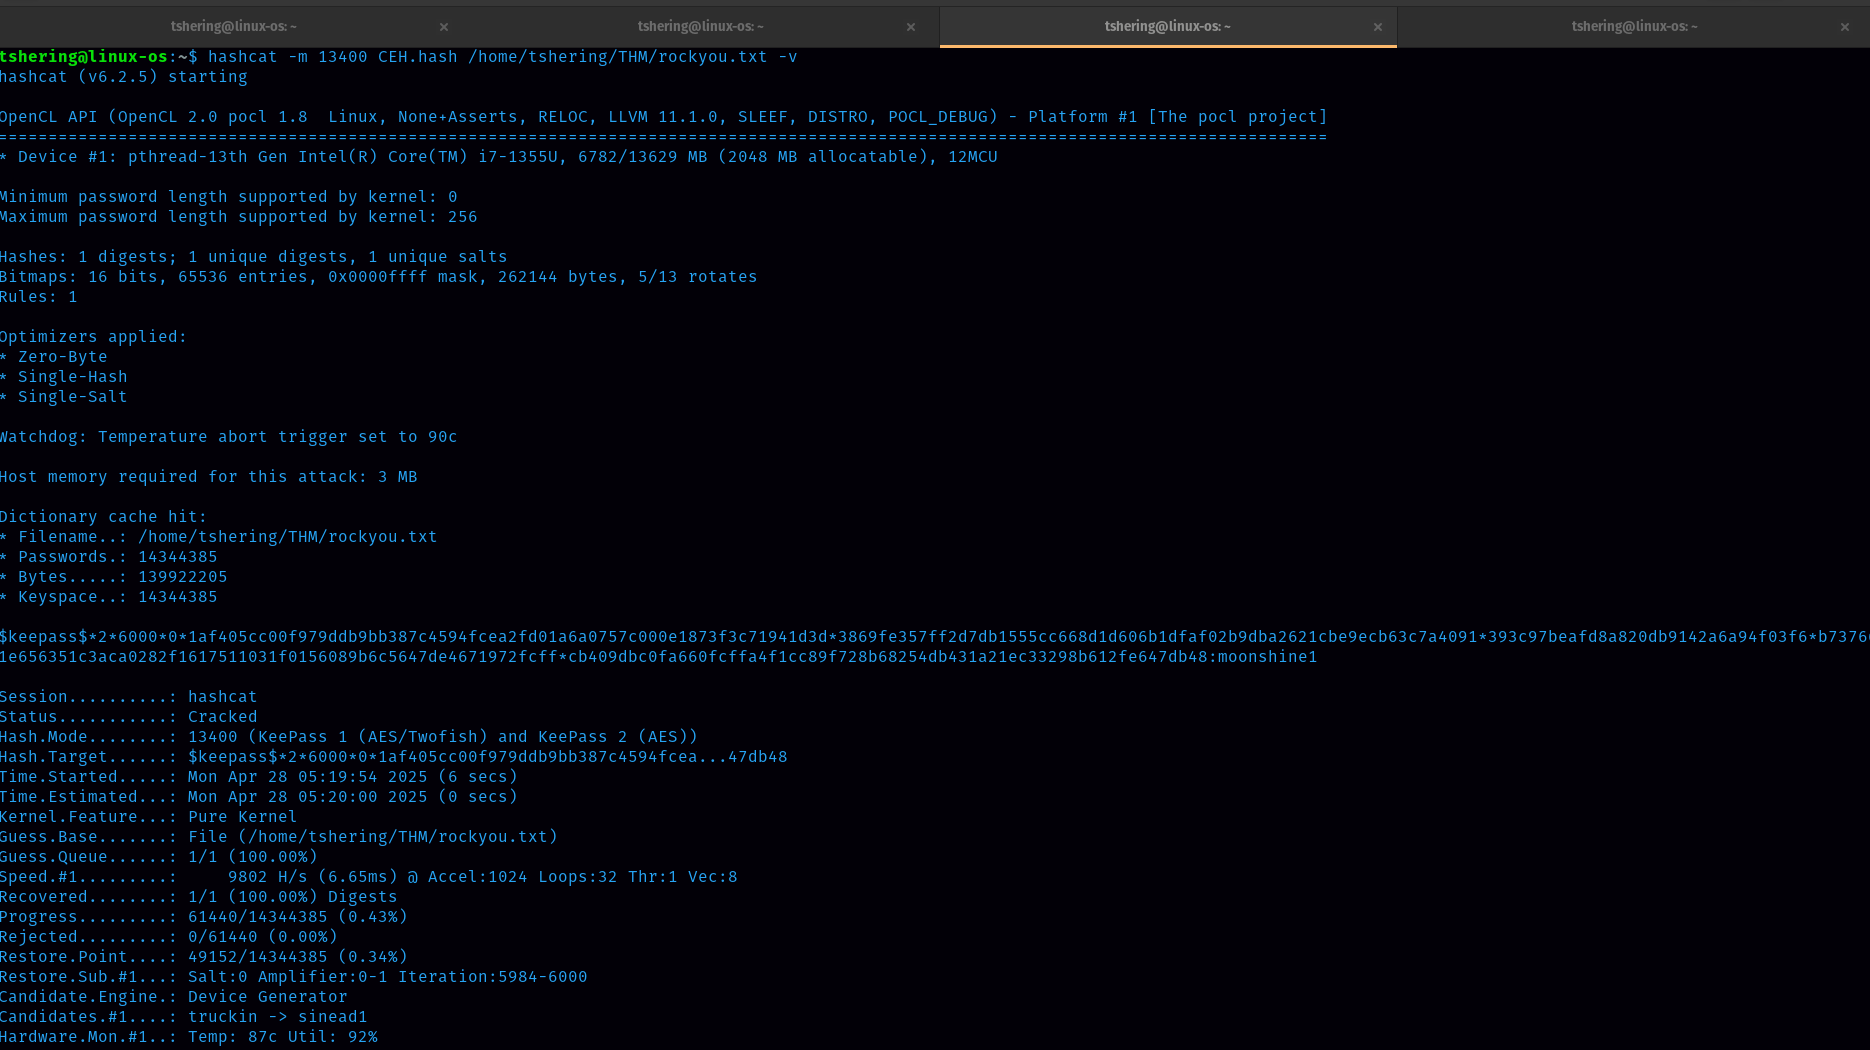 tshering@linux-os: ~ × tshering@linux-os: ~ × tshering@linux-os: ~ × tshering@linux-os: ~ ×
tshering@linux-os:~$ hashcat -m 13400 CEH.hash /home/tshering/THM/rockyou.txt -v
hashcat (v6.2.5) starting
OpenCL API (OpenCL 2.0 pocl 1.8  Linux, None+Asserts, RELOC, LLVM 11.1.0, SLEEF, DISTRO, POCL_DEBUG) - Platform #1 [The pocl project]
=====================================================================================================================================
* Device #1: pthread-13th Gen Intel(R) Core(TM) i7-1355U, 6782/13629 MB (2048 MB allocatable), 12MCU
Minimum password length supported by kernel: 0
Maximum password length supported by kernel: 256
Hashes: 1 digests; 1 unique digests, 1 unique salts
Bitmaps: 16 bits, 65536 entries, 0x0000ffff mask, 262144 bytes, 5/13 rotates
Rules: 1
Optimizers applied:
* Zero-Byte
* Single-Hash
* Single-Salt
Watchdog: Temperature abort trigger set to 90c
Host memory required for this attack: 3 MB
Dictionary cache hit:
* Filename..: /home/tshering/THM/rockyou.txt
* Passwords.: 14344385
* Bytes.....: 139922205
* Keyspace..: 14344385
$keepass$*2*6000*0*1af405cc00f979ddb9bb387c4594fcea2fd01a6a0757c000e1873f3c71941d3d*3869fe357ff2d7db1555cc668d1d606b1dfaf02b9dba2621cbe9ecb63c7a4091*393c97beafd8a820db9142a6a94f03f6*b7376
1e656351c3aca0282f1617511031f0156089b6c5647de4671972fcff*cb409dbc0fa660fcffa4f1cc89f728b68254db431a21ec33298b612fe647db48:moonshine1
Session..........: hashcat
Status...........: Cracked
Hash.Mode........: 13400 (KeePass 1 (AES/Twofish) and KeePass 2 (AES))
Hash.Target......: $keepass$*2*6000*0*1af405cc00f979ddb9bb387c4594fcea...47db48
Time.Started.....: Mon Apr 28 05:19:54 2025 (6 secs)
Time.Estimated...: Mon Apr 28 05:20:00 2025 (0 secs)
Kernel.Feature...: Pure Kernel
Guess.Base.......: File (/home/tshering/THM/rockyou.txt)
Guess.Queue......: 1/1 (100.00%)
Speed.#1.........:     9802 H/s (6.65ms) @ Accel:1024 Loops:32 Thr:1 Vec:8
Recovered........: 1/1 (100.00%) Digests
Progress.........: 61440/14344385 (0.43%)
Rejected.........: 0/61440 (0.00%)
Restore.Point....: 49152/14344385 (0.34%)
Restore.Sub.#1...: Salt:0 Amplifier:0-1 Iteration:5984-6000
Candidate.Engine.: Device Generator
Candidates.#1....: truckin -> sinead1
Hardware.Mon.#1..: Temp: 87c Util: 92%